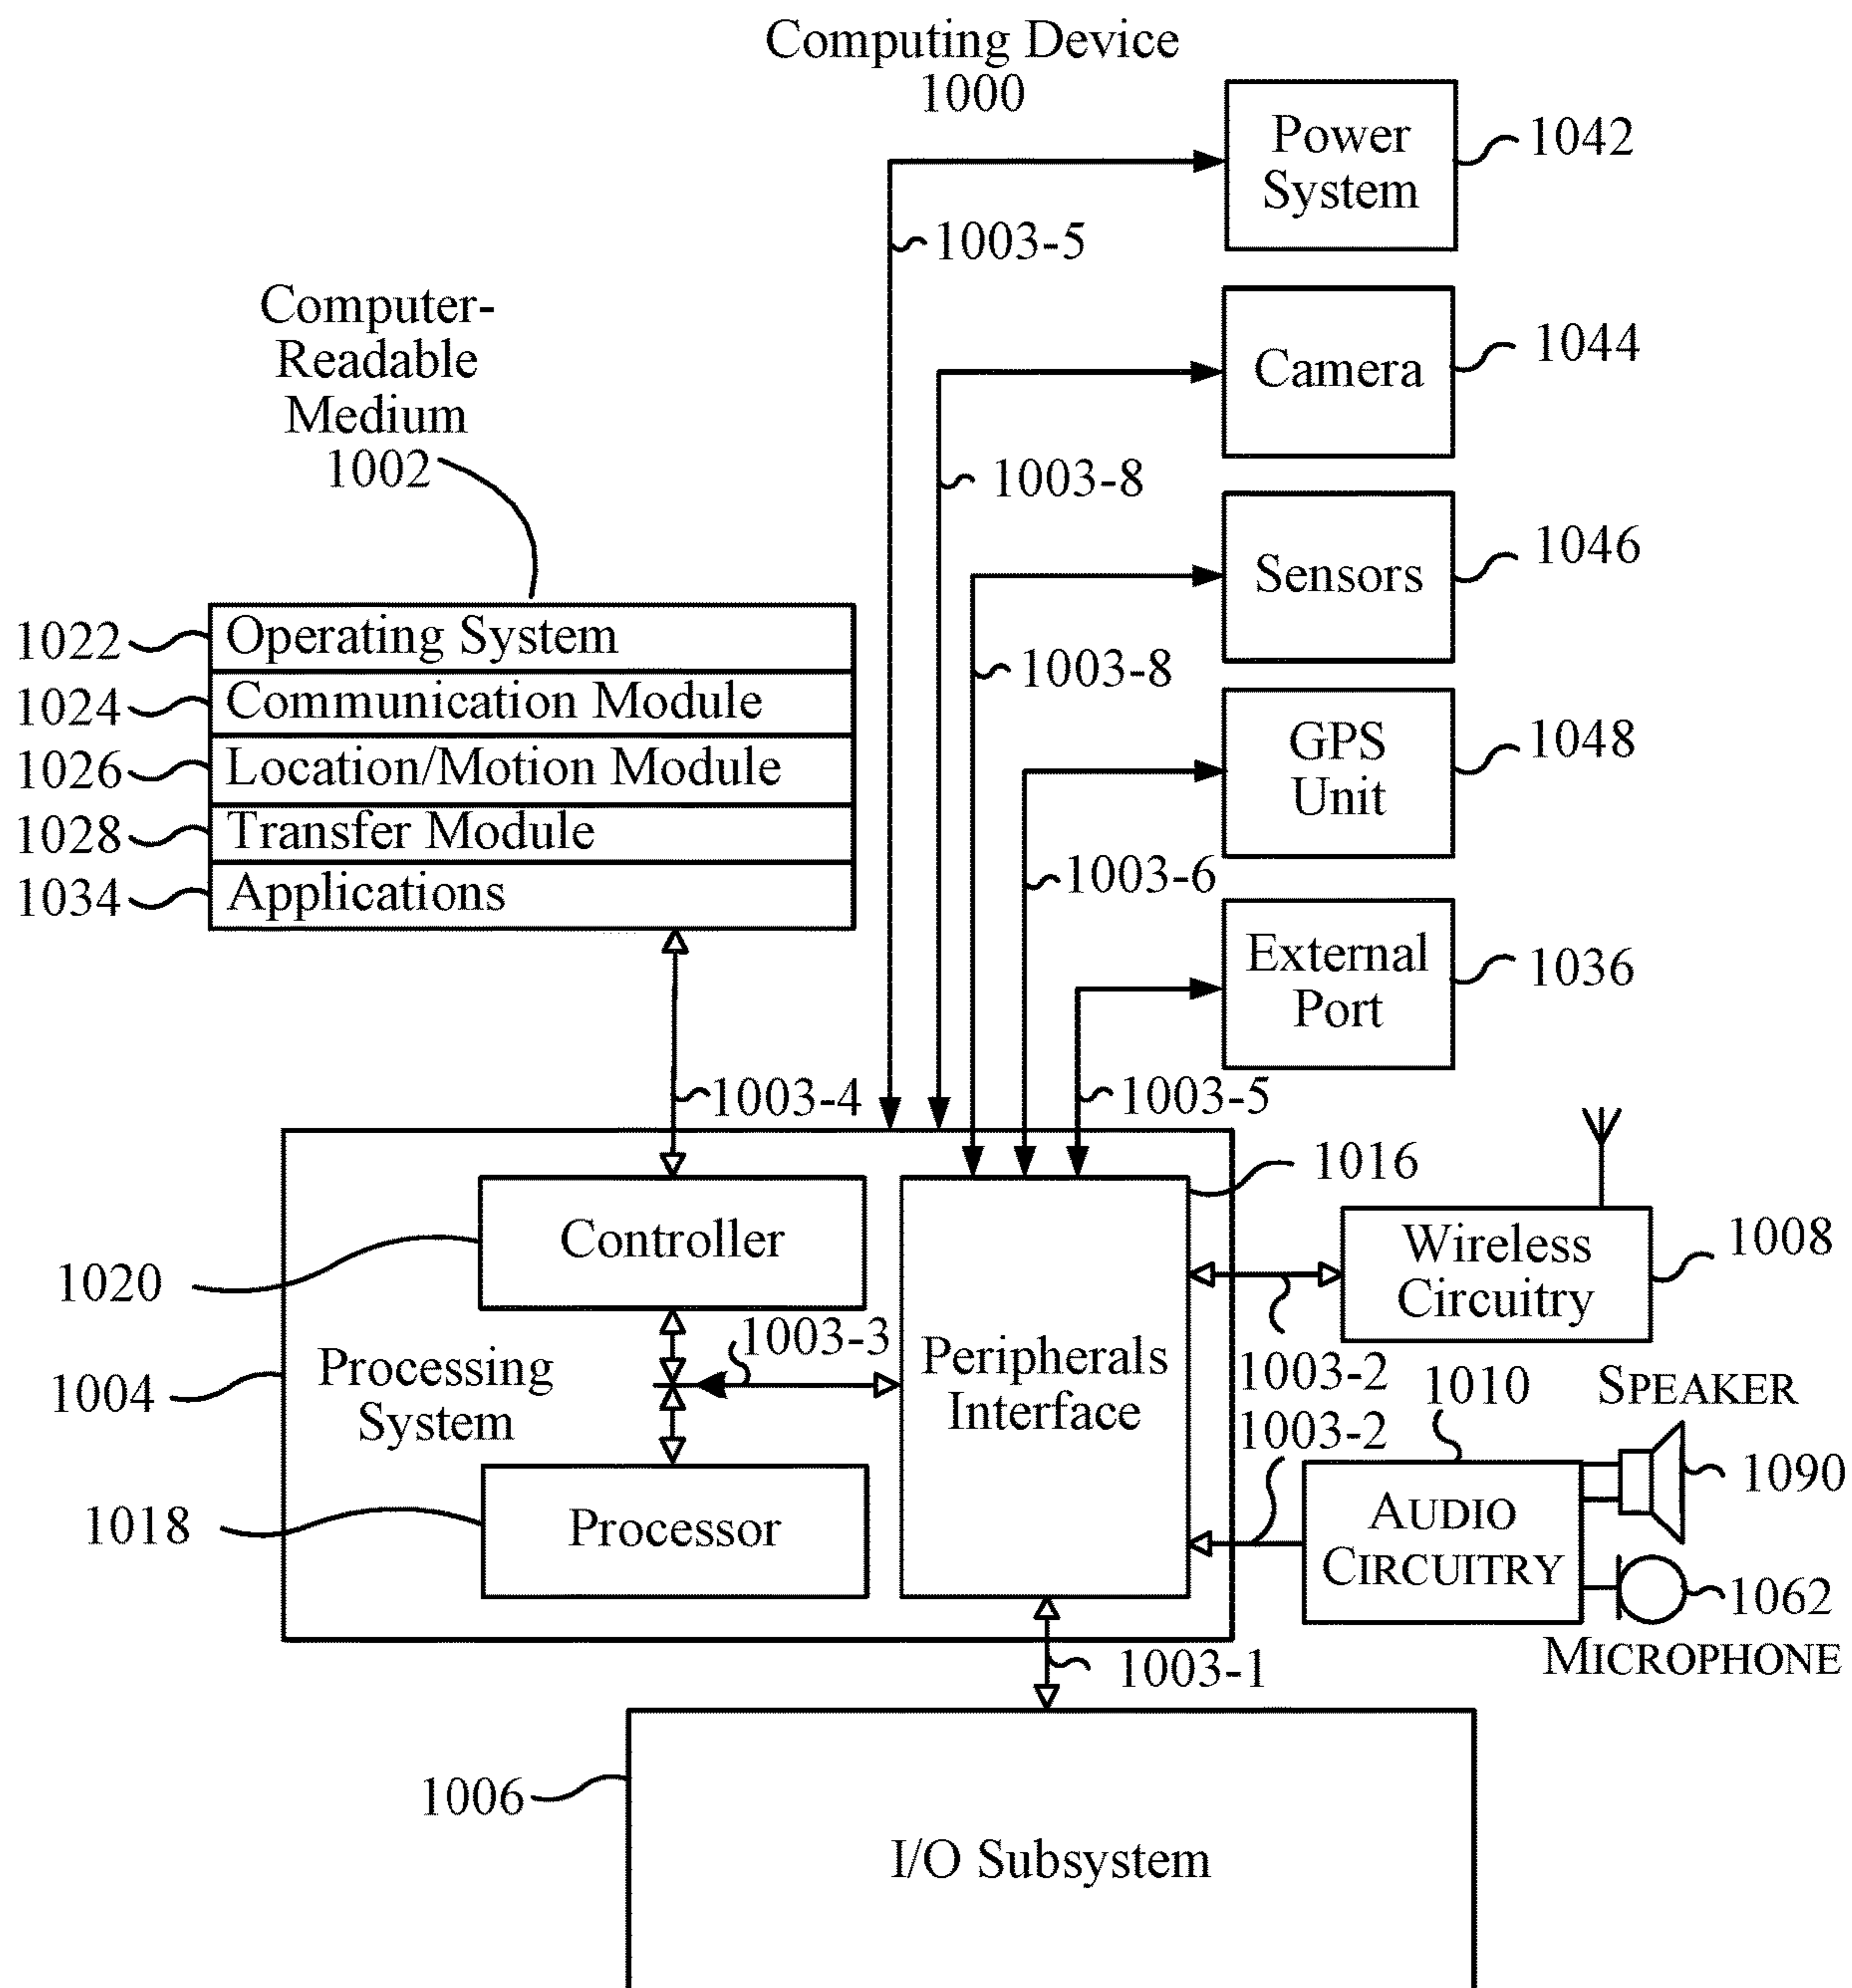 Computing Device
1000
Power
System
1042
1003-5
Computer-
Readable
Medium
1002
Camera
1044
1003-8
Sensors
1046
1003-8
1022
Operating System
1024
Communication Module
1026
Location/Motion Module
1028
Transfer Module
1034
Applications
GPS
Unit
1048
1003-6
External
Port
1036
1003-4
1003-5
1016
Controller
1020
Wireless
Circuitry
1008
1003-3
1003-2
Processing
System
1004
Peripherals
Interface
1003-2
1010
SPEAKER
1090
Processor
1018
AUDIO
CIRCUITRY
1062
MICROPHONE
1003-1
1006
I/O Subsystem